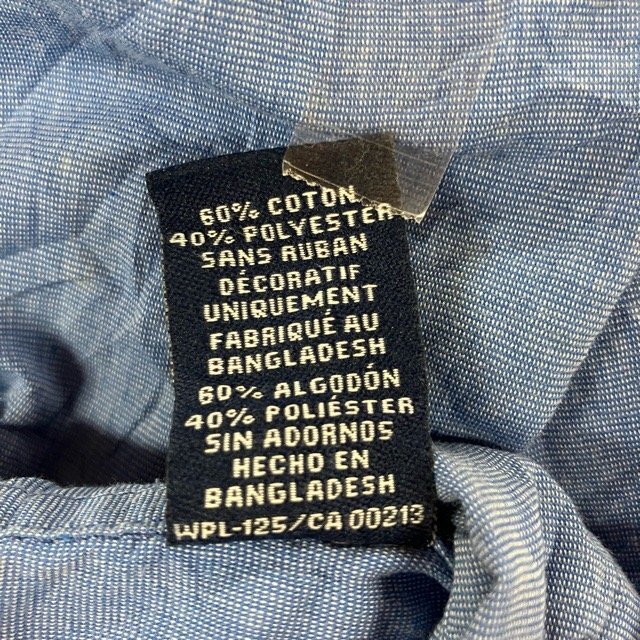 60% COTON
40% POLYESTER
SANS RUBAN
DÉCORATIF
UNIQUEMENT
FABRIQUÉ AU
BANGLADESH
60% ALGODÓN
40% POLIÉSTER
SIN ADORNOS
HECHO EN
BANGLADESH
WPL-125/CA 00213